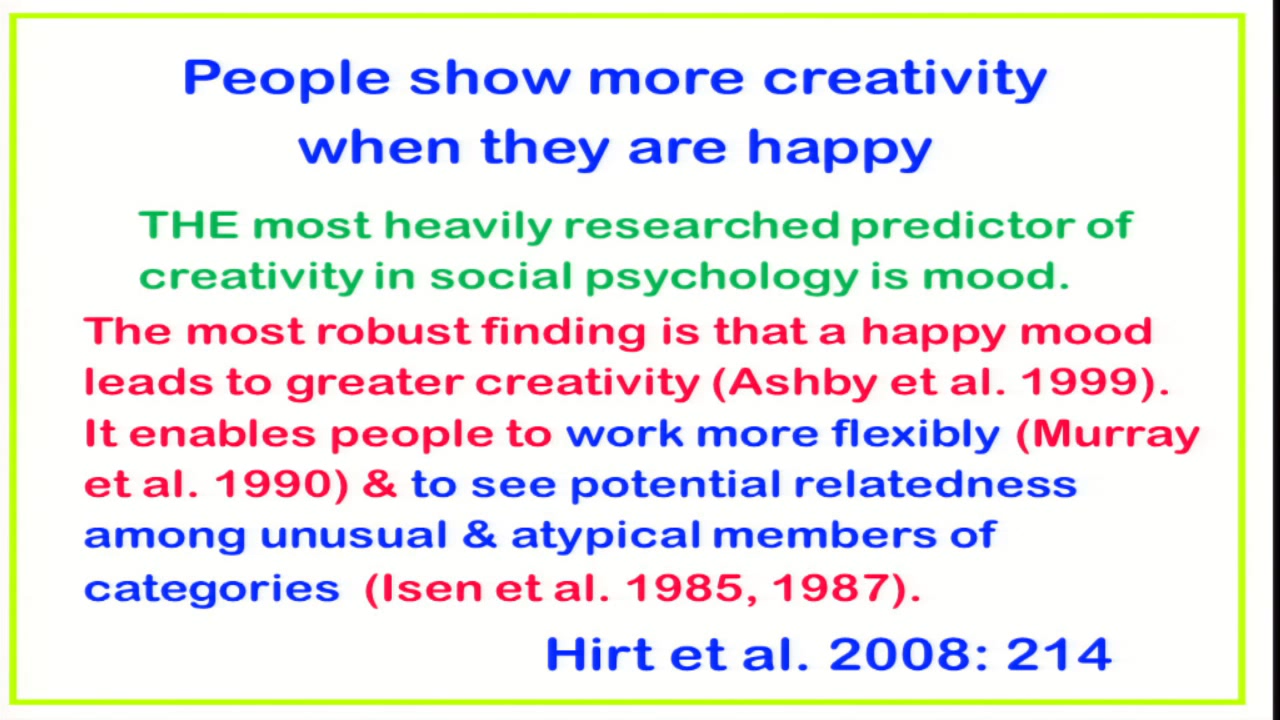 People show more creativity
when they are happy
THE most heavily researched predictor of
creativity in social psychology is mood.
The most robust finding is that a happy mood
leads to greater creativity (Ashby et al. 1999).
It enables people to work more flexibly (Murray
et al. 1990) & to see potential relatedness
among unusual & atypical members of
categories (Isen et al. 1985, 1987).
Hirt et al. 2008: 214